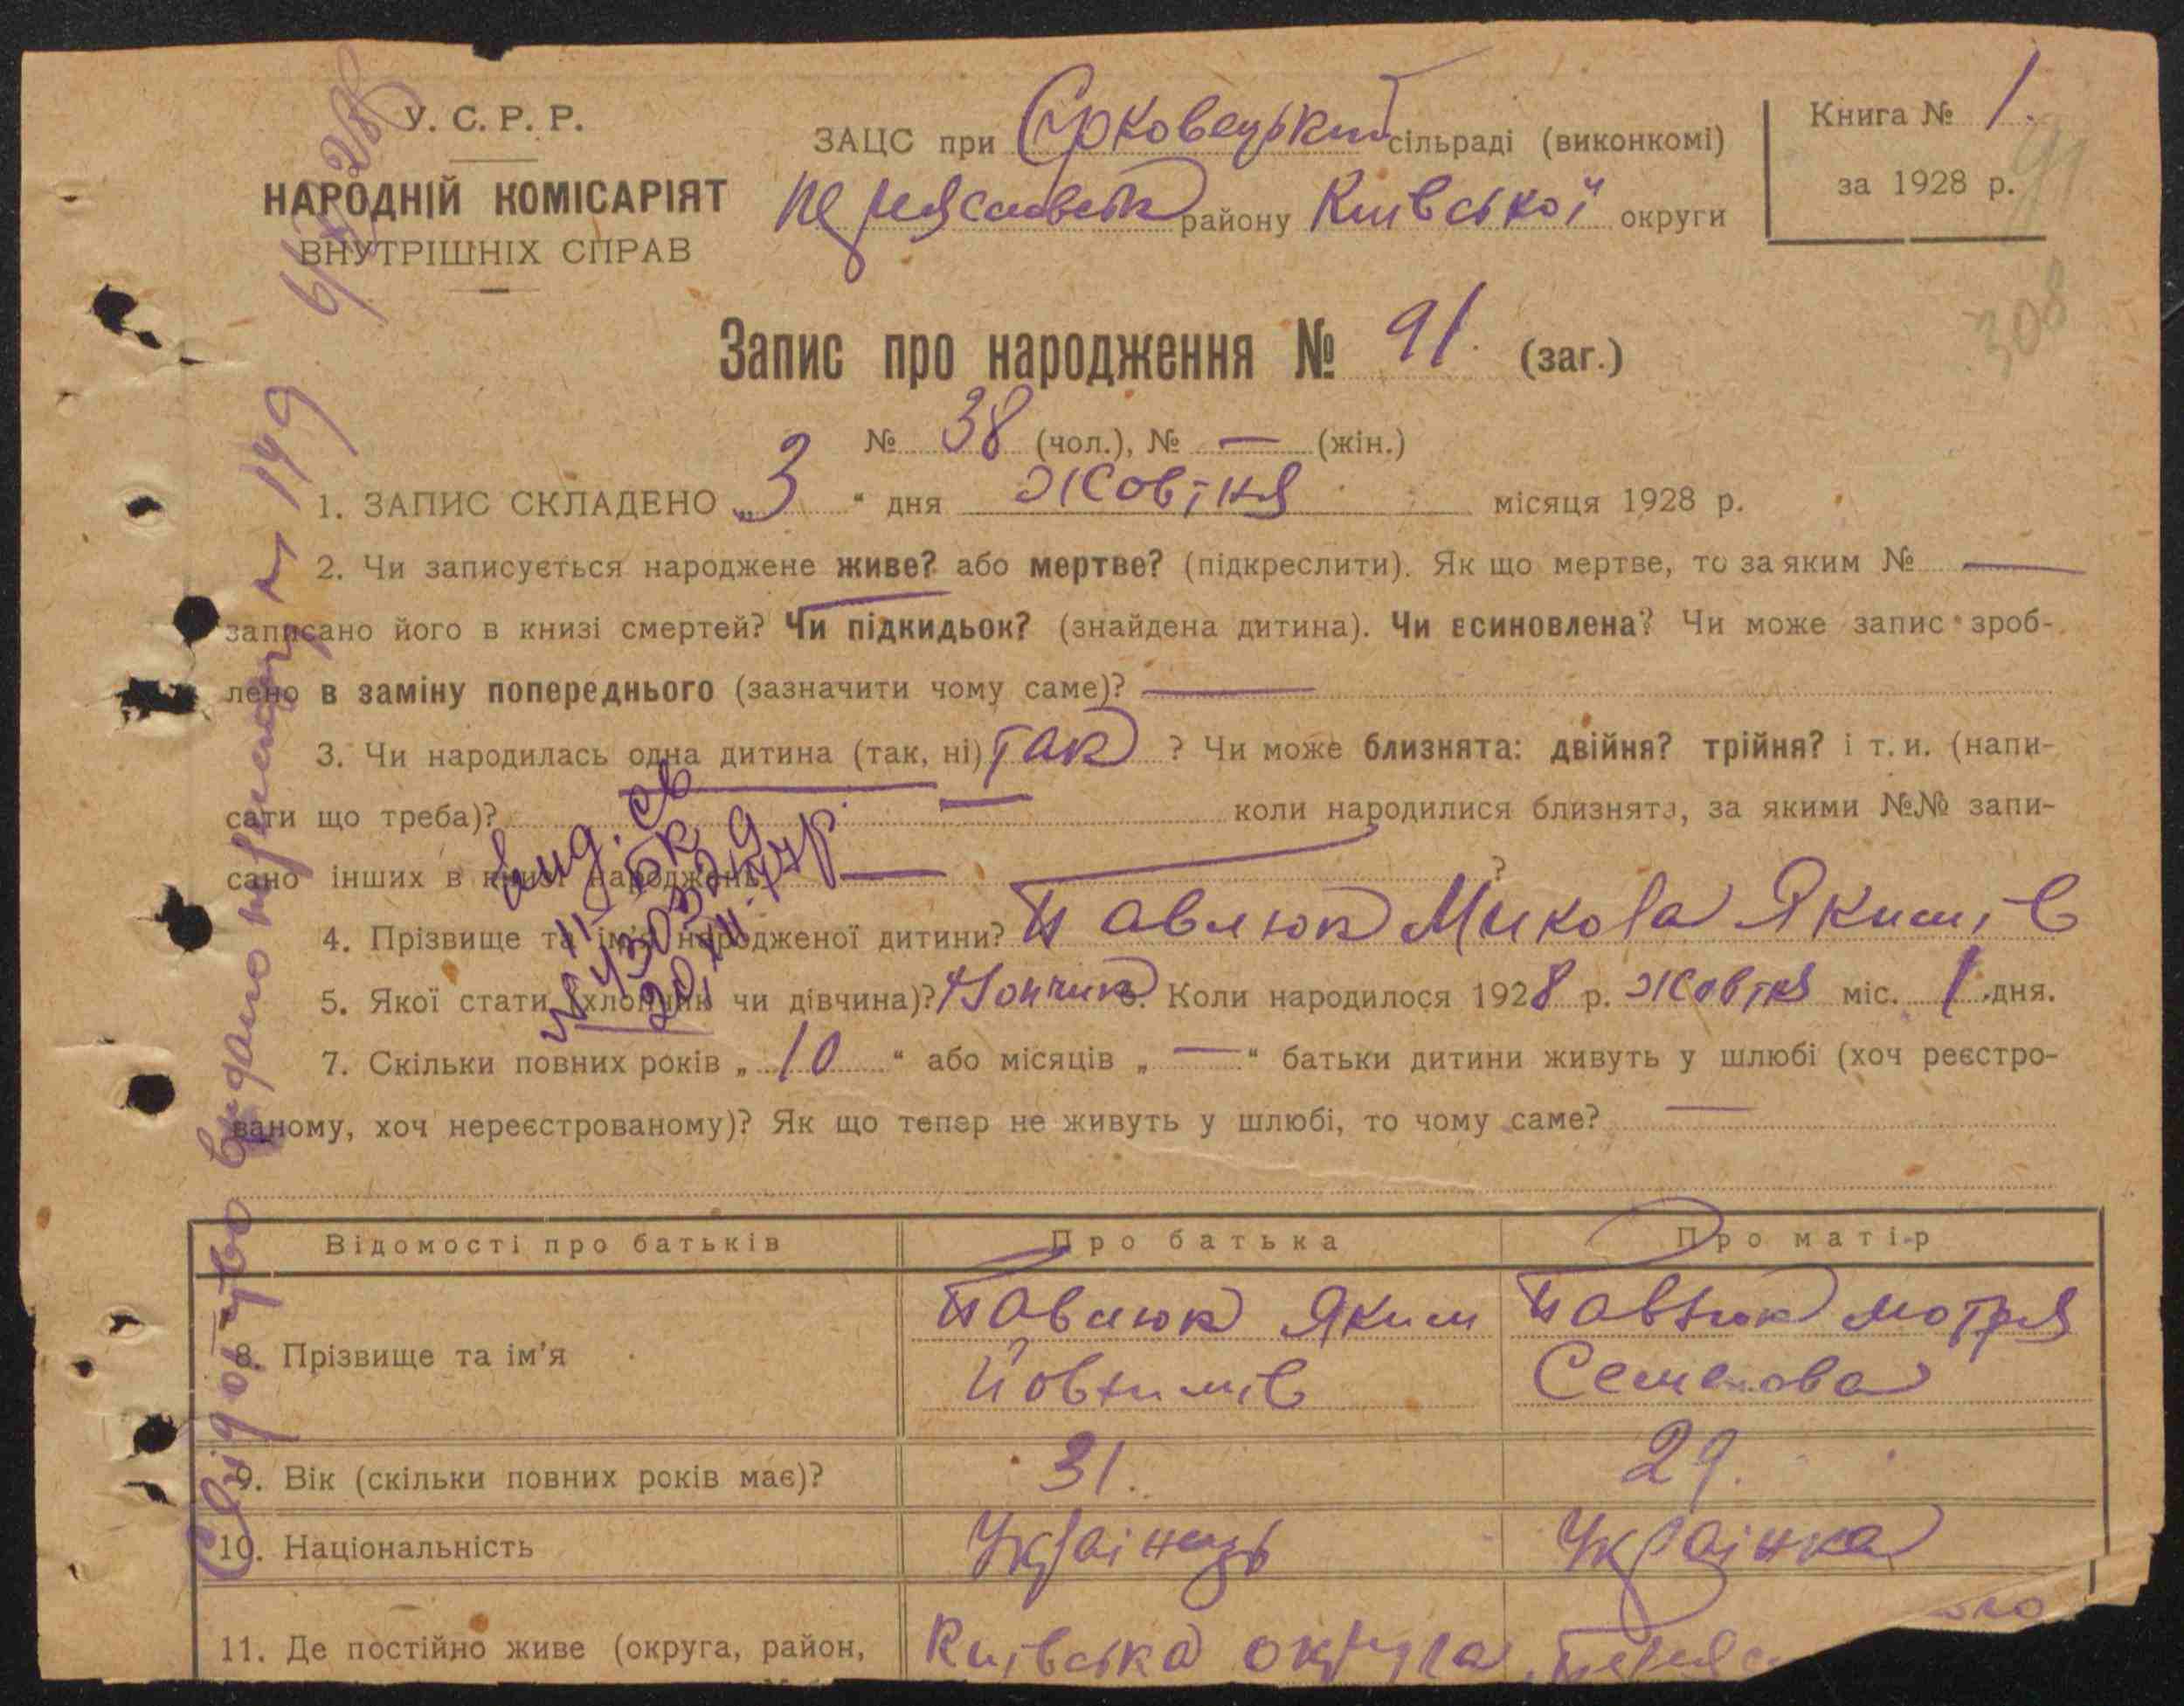 У. С. Р. Р.
НАРОДНІЙ КОМІСАРІЯТ
ВНУТРІШНІХ СПРАВ
ЗАЦС при сільраді (виконкомі)
району Київської округи
Книга № 1.
за 1928 р.
91
308
Запис про народження № 91. (заг.)
№ 38 (чол.), № — (жін.)
1. ЗАПИС СКЛАДЕНО „ 3 “ дня Жовтня місяця 1928 р.
2. Чи записується народжене живе? або мертве? (підкреслити). Як що мертве, то за яким № —
записано його в книзі смертей? Чи підкидьок? (знайдена дитина). Чи всиновлена? Чи може запис зроб-
лено в заміну попереднього (зазначити чому саме)? —
3. Чи народилась одна дитина (так, ні) так ? Чи може близнята: двійня? трійня? і т. и. (напи-
сати що треба)? — коли народилися близнята, за якими №№ запи-
сано інших в книзі народжень — ?
4. Прізвище та ім'я народженої дитини? Павлюк Микола Якимів
5. Якої стати (хлопчик чи дівчина)? Хлопчик 6. Коли народилося 1928 р. Жовтня міс. 1 дня.
7. Скільки повних років „ 10 “ або місяців „ — “ батьки дитини живуть у шлюбі (хоч реєстро-
ваному, хоч нереєстрованому)? Як що тепер не живуть у шлюбі, то чому саме? —
Відомості про батьків Про батька Про матір
8. Прізвище та ім'я Павлюк Яким Павлюк Мотря
Йовхимів Семенова
9. Вік (скільки повних років має)? 31. 29.
10. Національність Українець Українка
11. Де постійно живе (округа, район, Київська округа,
Свідоцтво видано
149